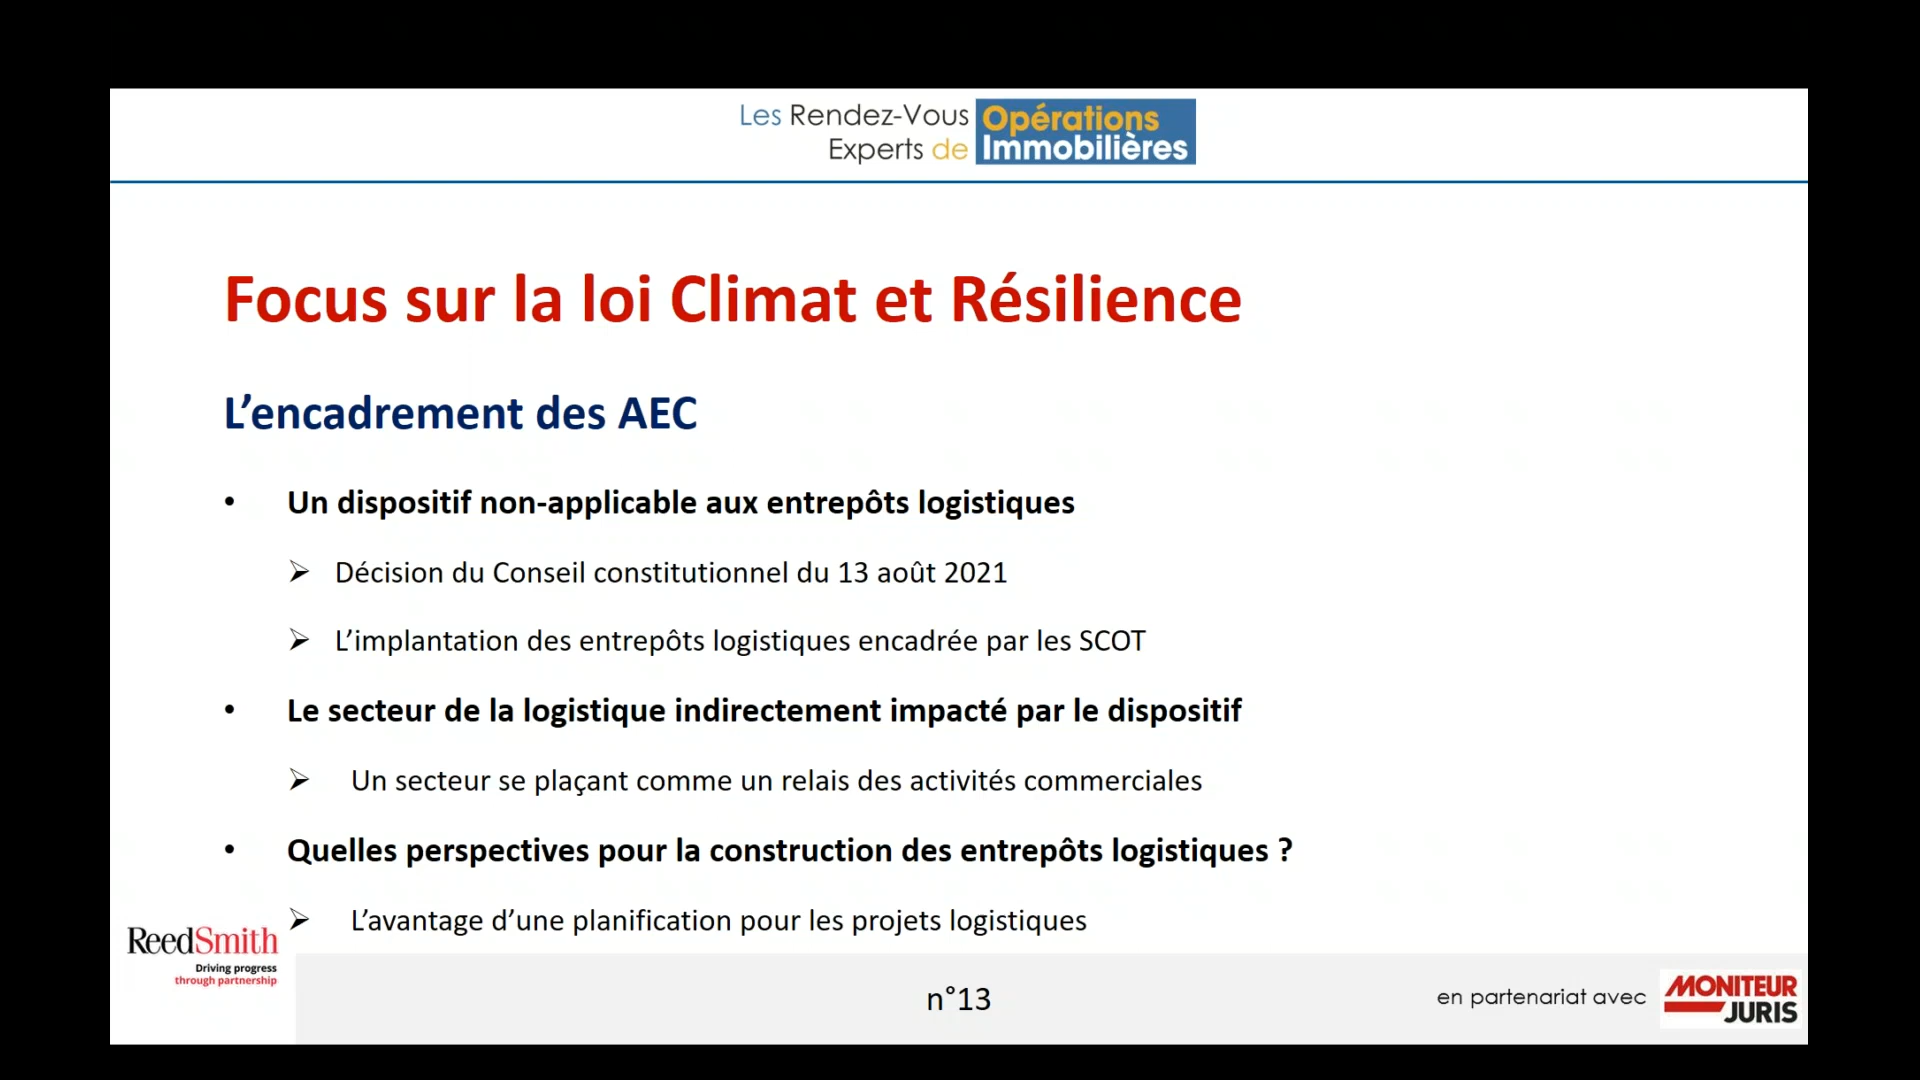 Les Rendez-Vous Opérations
Experts de Immobilières
Focus sur la loi Climat et Résilience
L’encadrement des AEC
• Un dispositif non-applicable aux entrepôts logistiques
➢ Décision du Conseil constitutionnel du 13 août 2021
➢ L’implantation des entrepôts logistiques encadrée par les SCOT
• Le secteur de la logistique indirectement impacté par le dispositif
➢ Un secteur se plaçant comme un relais des activités commerciales
• Quelles perspectives pour la construction des entrepôts logistiques ?
➢ L’avantage d’une planification pour les projets logistiques
ReedSmith
Driving progress
through partnership
n°13
en partenariat avec
MONITEUR
JURIS